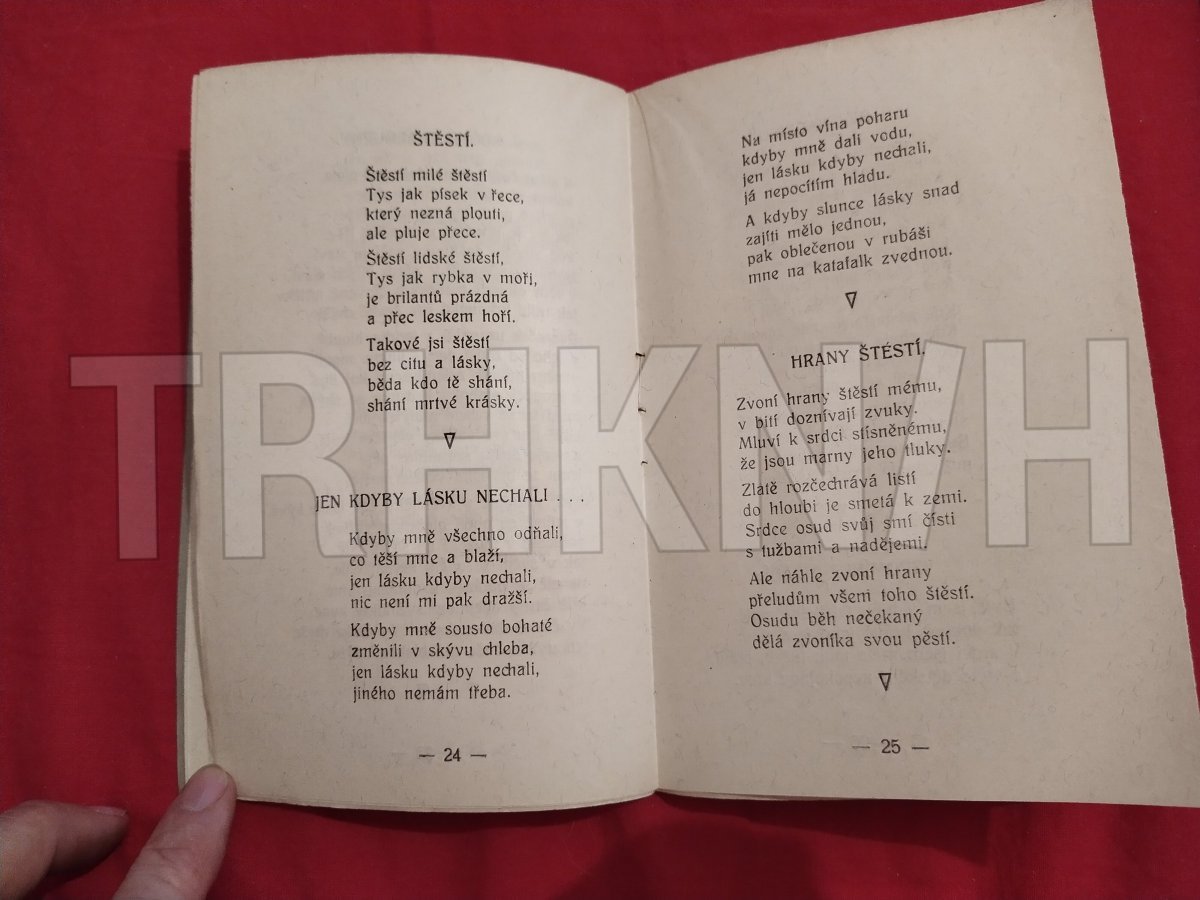 ŠTĚSTÍ.
Štěstí milé štěstí
Tys jak písek v řece,
který nezná plouti,
ale pluje přece.
Štěstí lidské štěstí,
Tys jak rybka v moři,
je brilantů prázdná
a přec leskem hoří.
Takové jsi štěstí
bez citu a lásky,
běda kdo tě shání,
shání mrtvé krásky.
JEN KDYBY LÁSKU NECHALI . . .
Kdyby mně všechno odňali,
co těší mne a blaží,
jen lásku kdyby nechali,
nic není mi pak dražší.
Kdyby mně sousto bohaté
změnili v skývu chleba,
jen lásku kdyby nechali,
jiného nemám třeba.
— 24 —
Na místo vína poharu
kdyby mně dali vodu,
jen lásku kdyby nechali,
já nepocítím hladu.
A kdyby slunce lásky snad
zajíti mělo jednou,
pak oblečenou v rubáši
mne na katafalk zvednou.
HRANY ŠTĚSTÍ.
Zvoní hrany štěstí mému,
v bití doznívají zvuky.
Mluví k srdci stísněnému,
že jsou marny jeho tluky.
Zlatě rozčechrává listí
do hloubi je smetá k zemi.
Srdce osud svůj smí čísti
s tužbami a nadějemi.
Ale náhle zvoní hrany
přeludům všem toho štěstí.
Osudu běh nečekaný
dělá zvoníka svou pěstí.
— 25 —
TRHKNIH